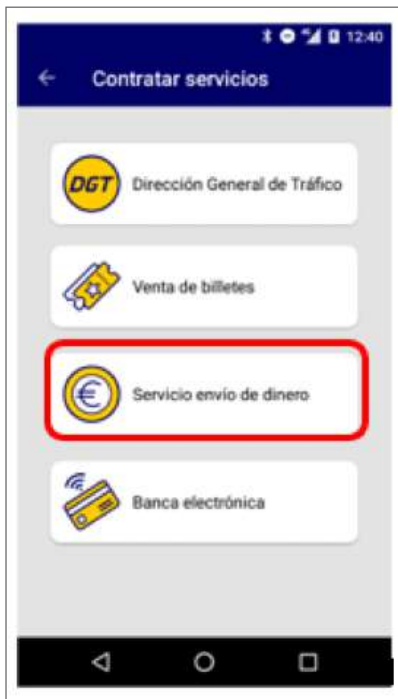 12:40
Contratar servicios
DGT
Dirección General de Tráfico
Venta de billetes
€
Servicio envío de dinero
Banca electrónica